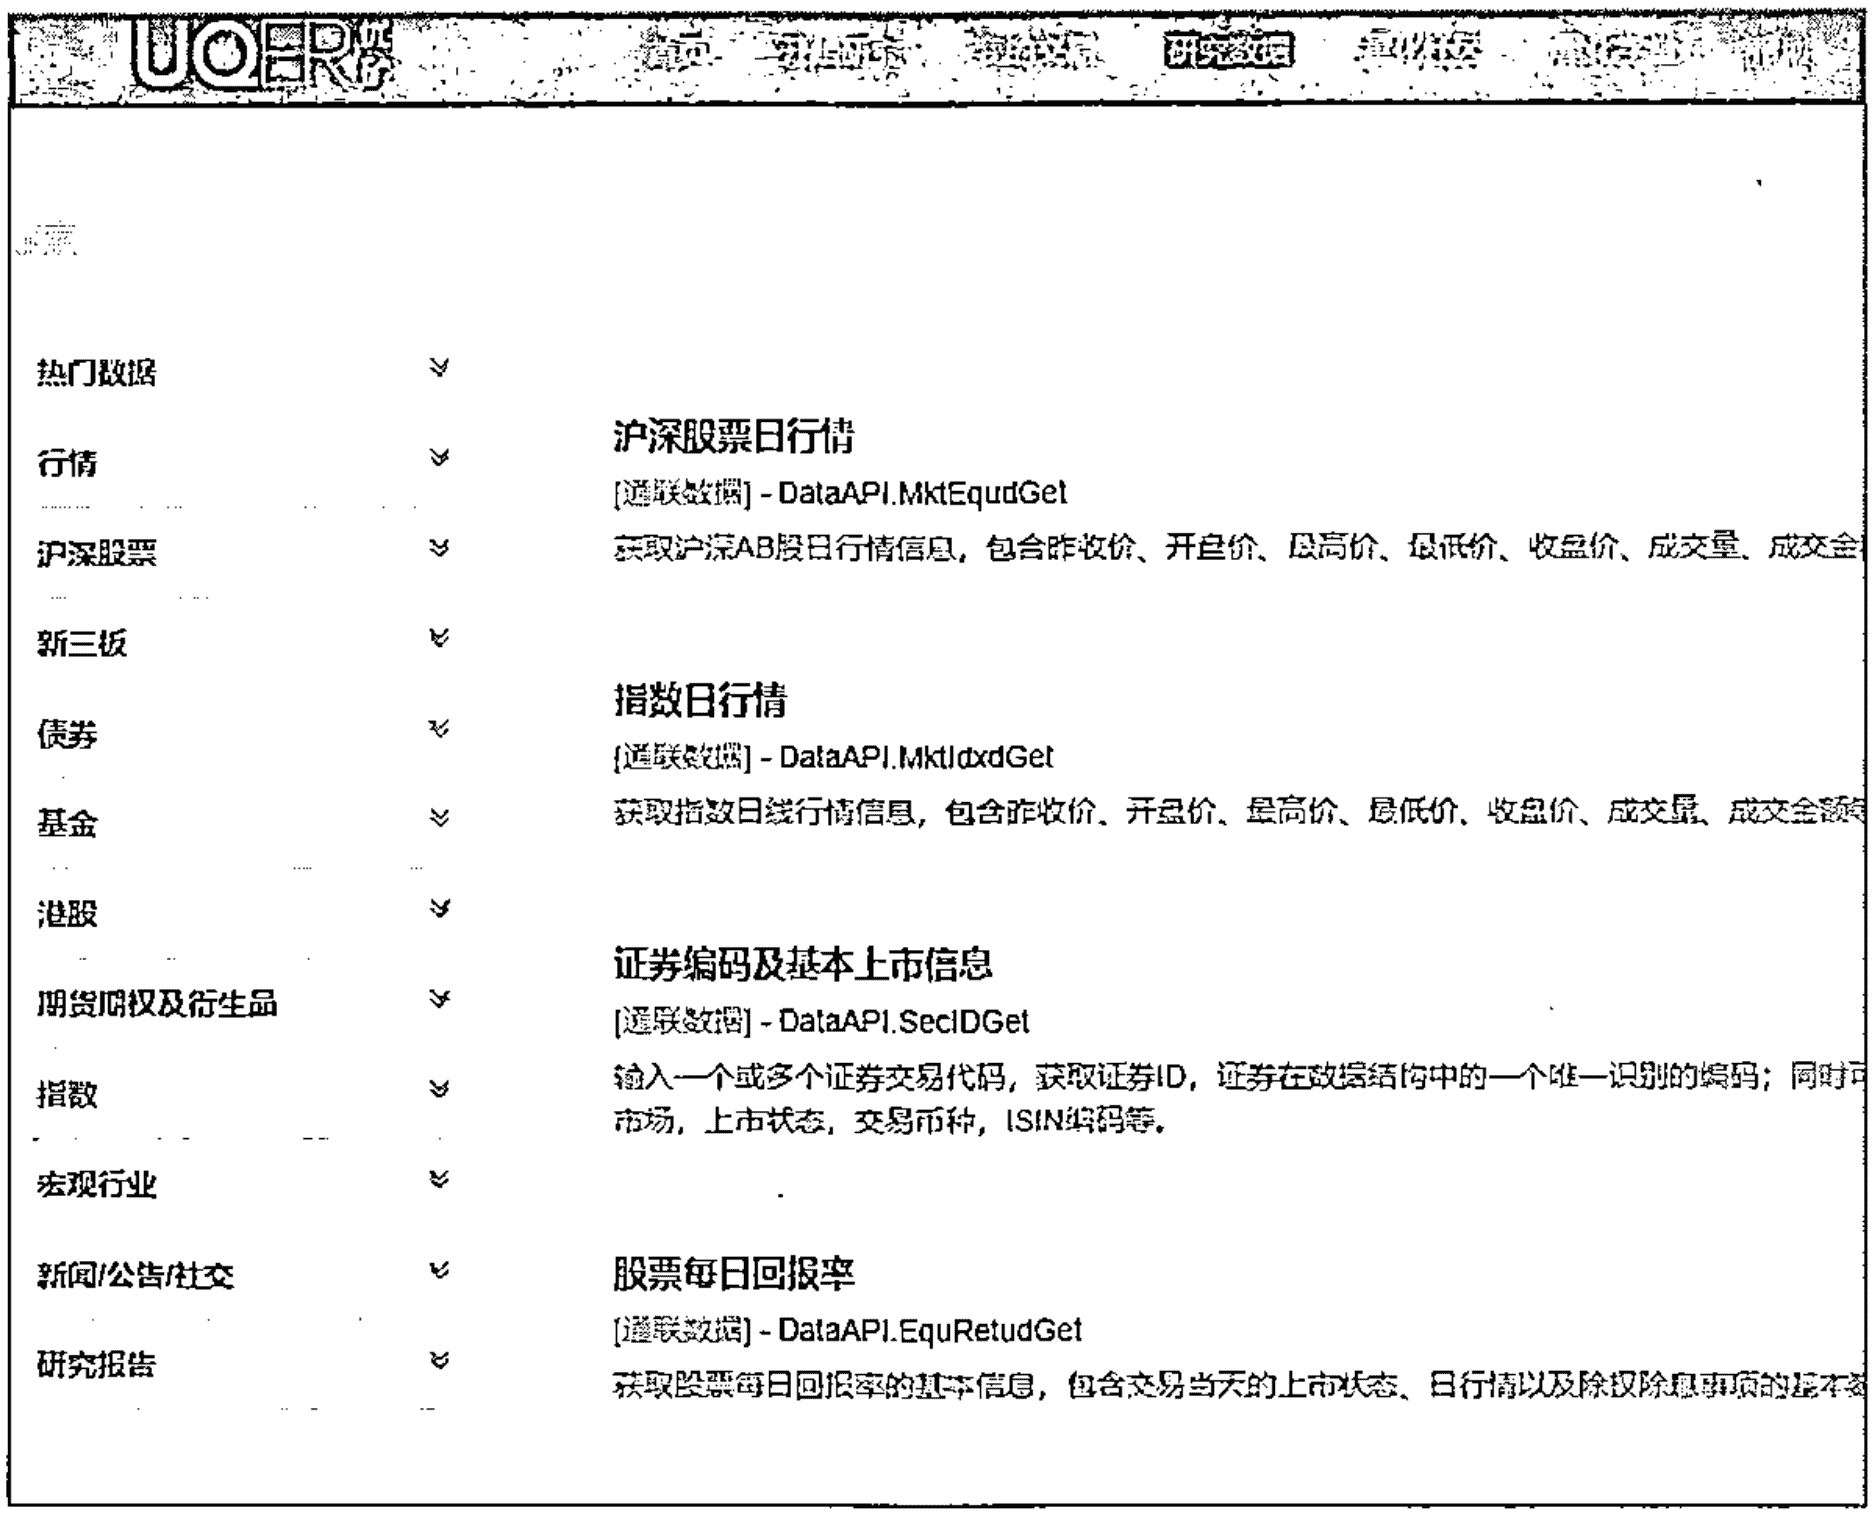 UQER优矿
首页
研究数据
热门数据
行情
沪深股票
新三板
债券
基金
港股
期货期权及衍生品
指数
宏观行业
新闻/公告/社交
研究报告
沪深股票日行情
[通联数据] - DataAPI.MktEqudGet
获取沪深AB股日行情信息，包含昨收价、开盘价、最高价、最低价、收盘价、成交量、成交金
指数日行情
[通联数据] - DataAPI.MktIdxdGet
获取指数日线行情信息，包含昨收价、开盘价、最高价、最低价、收盘价、成交量、成交金额等
证券编码及基本上市信息
[通联数据] - DataAPI.SecIDGet
输入一个或多个证券交易代码，获取证券ID，证券在数据结构中的一个唯一识别的编码；同时可
市场，上市状态，交易币种，ISIN编码等。
股票每日回报率
[通联数据] - DataAPI.EquRetudGet
获取股票每日回报率的基本信息，包含交易当天的上市状态、日行情以及除权除息事项的基本